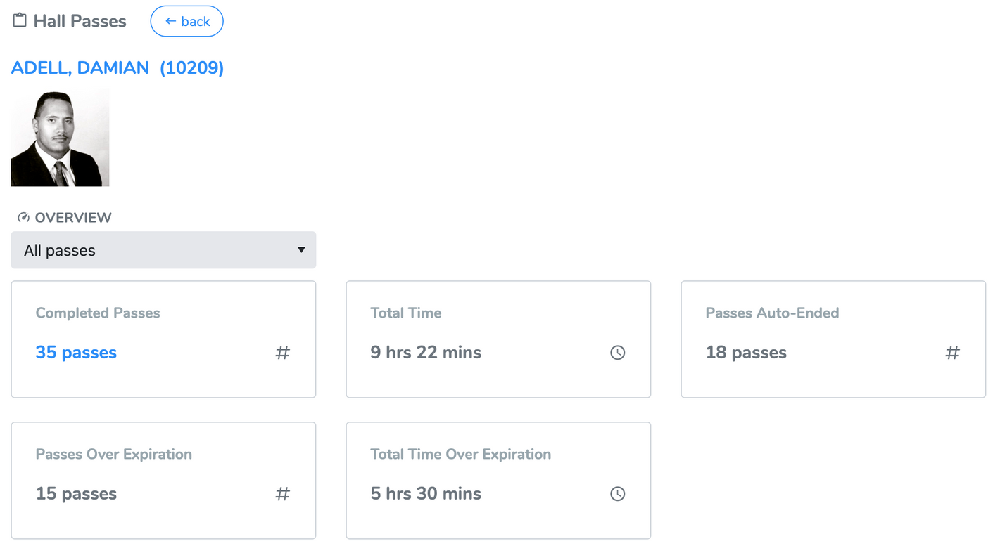 Hall Passes
← back
ADELL, DAMIAN (10209)
OVERVIEW
All passes
Completed Passes
35 passes #
Total Time
9 hrs 22 mins
Passes Auto-Ended
18 passes #
Passes Over Expiration
15 passes #
Total Time Over Expiration
5 hrs 30 mins